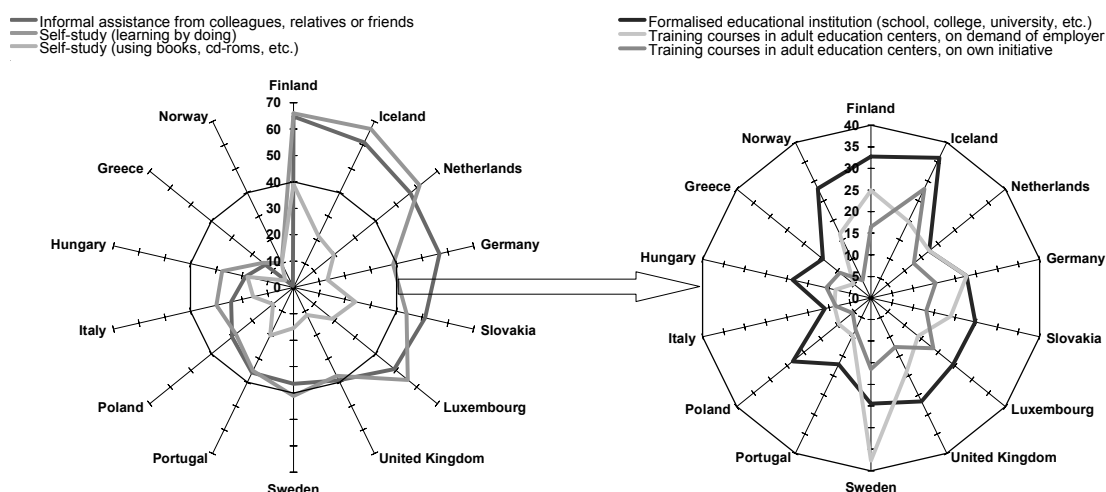 Informal assistance from colleagues, relatives or friends
Self-study (learning by doing)
Self-study (using books, cd-roms, etc.)
Finland
70
60
50
40
30
20
10
0
Iceland
Netherlands
Germany
Slovakia
Luxembourg
United Kingdom
Sweden
Portugal
Poland
Italy
Hungary
Greece
Norway
Formalised educational institution (school, college, university, etc.)
Training courses in adult education centers, on demand of employer
Training courses in adult education centers, on own initiative
Finland
40
35
30
25
20
15
10
5
0
Iceland
Netherlands
Germany
Slovakia
Luxembourg
United Kingdom
Sweden
Portugal
Poland
Italy
Hungary
Greece
Norway